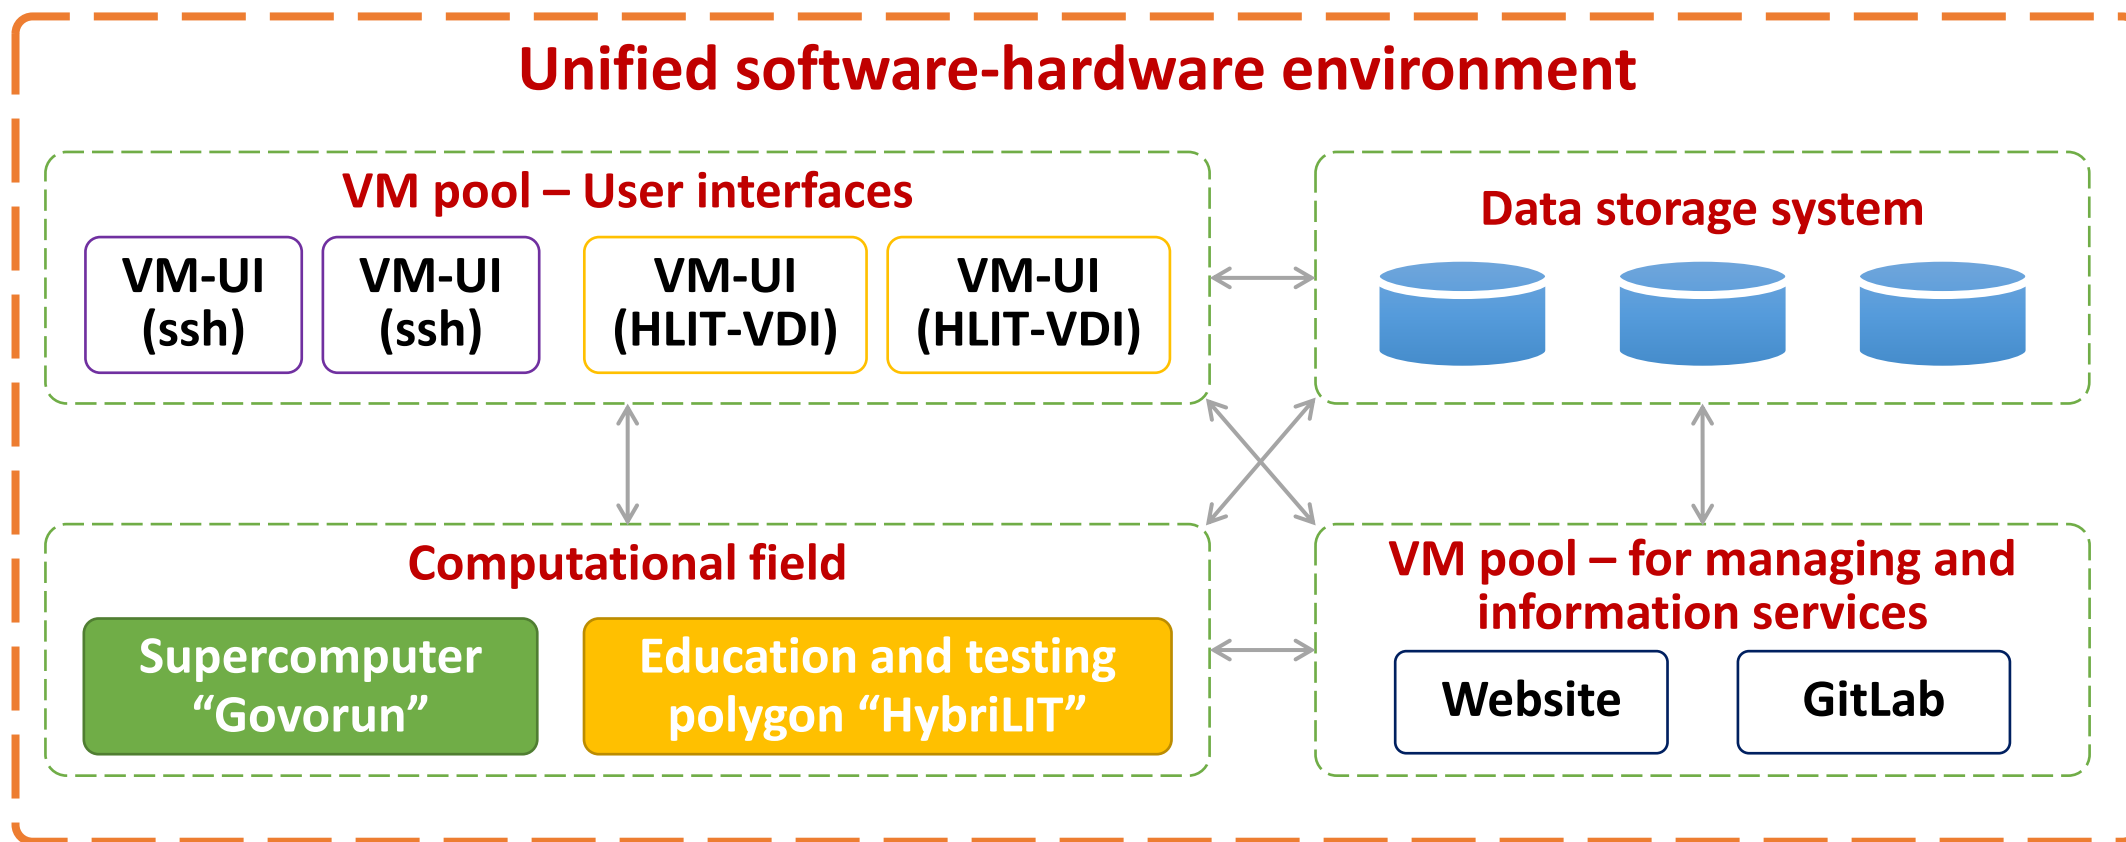 Unified software-hardware environment
VM pool – User interfaces
VM-UI
(ssh)
VM-UI
(ssh)
VM-UI
(HLIT-VDI)
VM-UI
(HLIT-VDI)
Data storage system
Computational field
Supercomputer
“Govorun”
Education and testing
polygon “HybriLIT”
VM pool – for managing and
information services
Website
GitLab